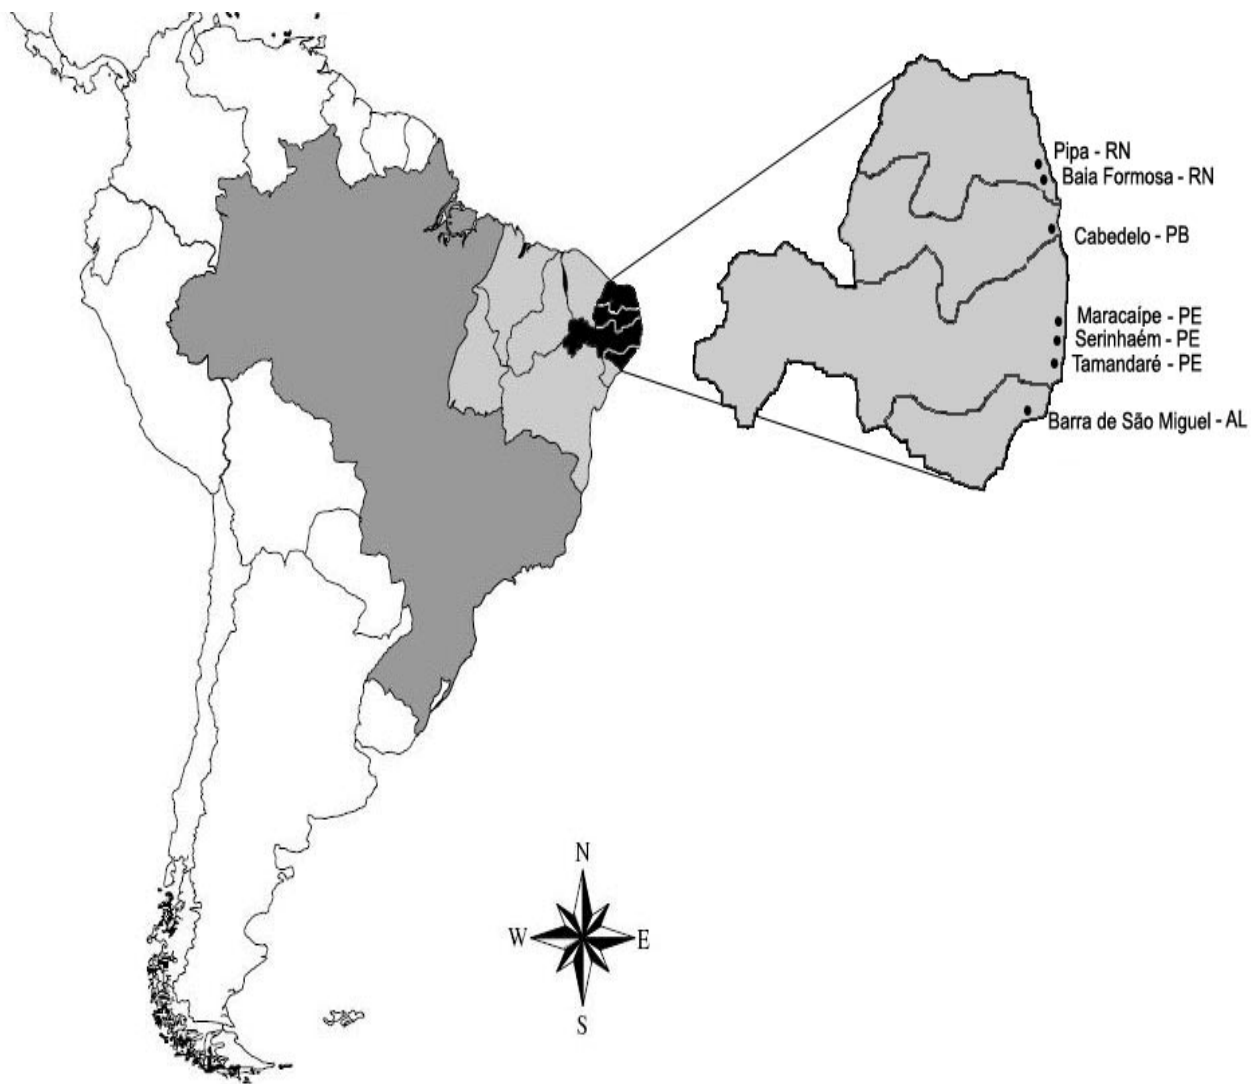 Pipa - RN
Baia Formosa - RN
Cabedelo - PB
Maracaípe - PE
Serinhaém - PE
Tamandaré - PE
Barra de São Miguel - AL
N
W E
S